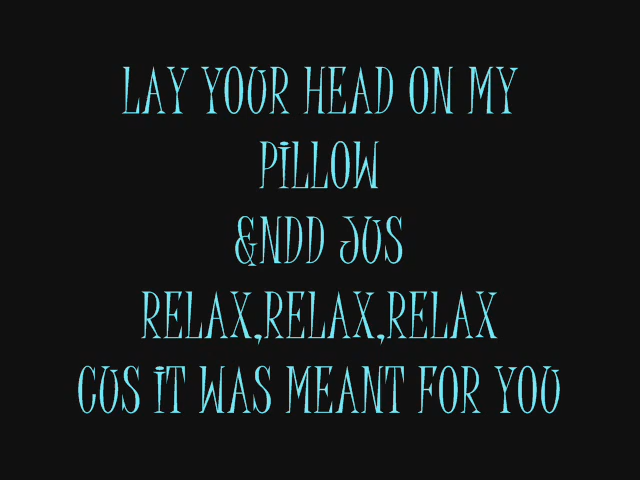 LAY YOUR HEAD ON MY
PiLLOW
&NDD JUS
RELAX,RELAX,RELAX
CUS iT WAS MEANT FOR YOU